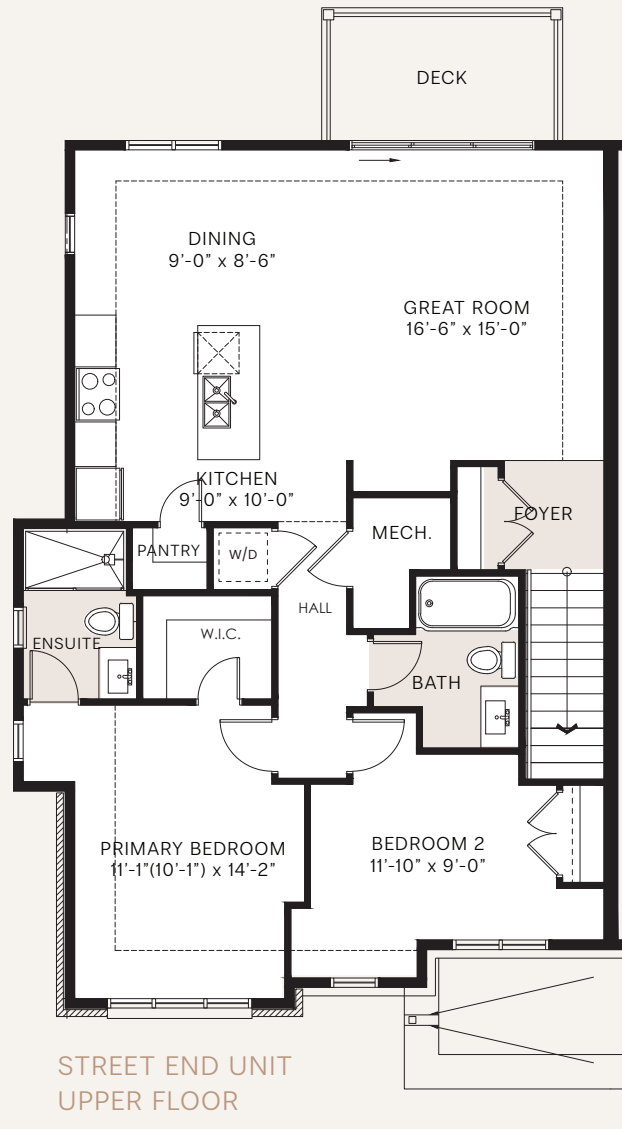 DECK
DINING
9’-0” x 8’-6”
GREAT ROOM
16’-6” x 15’-0”
KITCHEN
9’-0” x 10’-0”
FOYER
MECH.
PANTRY
W/D
HALL
W.I.C.
ENSUITE
BATH
PRIMARY BEDROOM
11’-1”(10’-1”) x 14’-2”
BEDROOM 2
11’-10” x 9’-0”
STREET END UNIT
UPPER FLOOR